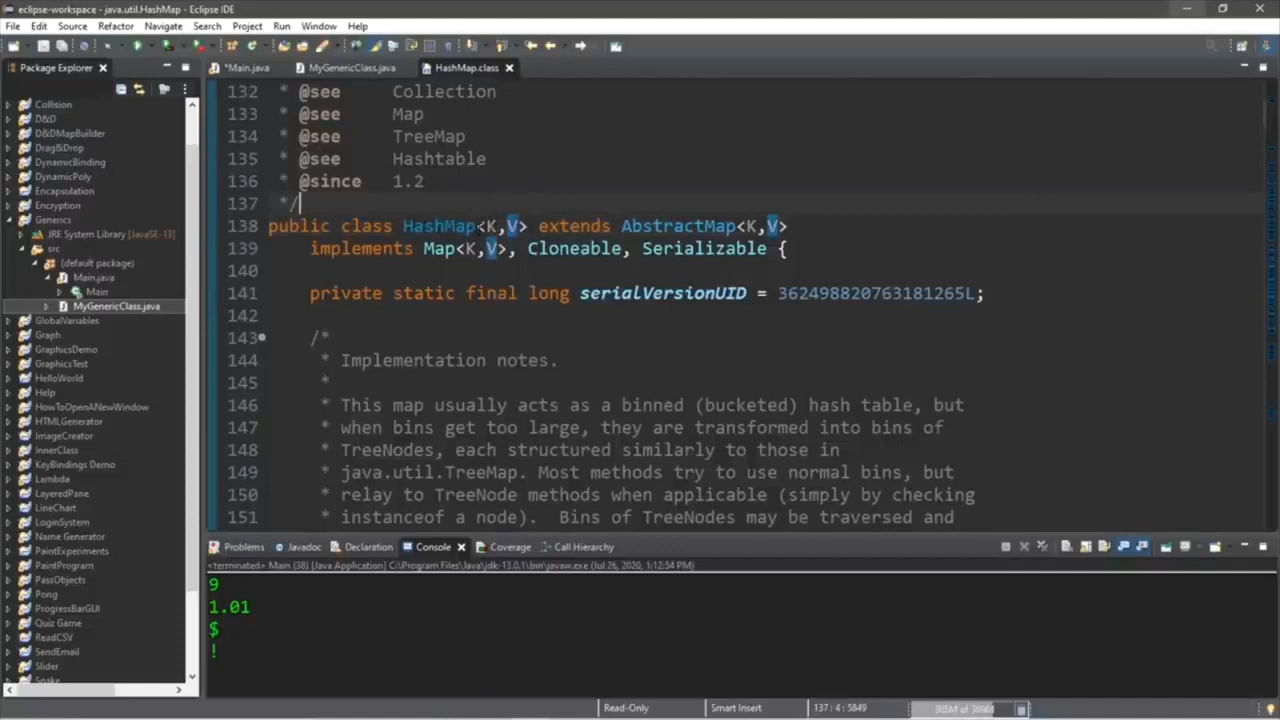 eclipse-workspace - java.util.HashMap - Eclipse IDE
File Edit Source Refactor Navigate Search Project Run Window Help
Package Explorer
*Main.java MyGenericClass.java HashMap.class
Collision
D&D
D&DMapBuilder
Drag&Drop
DynamicBinding
DynamicPoly
Encapsulation
Encryption
Generics
JRE System Library [JavaSE-13]
src
(default package)
Main.java
Main
MyGenericClass.java
GlobalVariables
Graph
GraphicsDemo
GraphicsTest
HelloWorld
Help
HowToOpenANewWindow
HTMLGenerator
ImageCreator
InnerClass
KeyBindings Demo
Lambda
LayeredPane
LineChart
LoginSystem
Name Generator
PaintExperiments
PaintProgram
PassObjects
Pong
ProgressBarGUI
Quiz Game
ReadCSV
SendEmail
Slider
Snake
132 * @see Collection
133 * @see Map
134 * @see TreeMap
135 * @see Hashtable
136 * @since 1.2
137 */
138 public class HashMap<K,V> extends AbstractMap<K,V>
139 implements Map<K,V>, Cloneable, Serializable {
140
141 private static final long serialVersionUID = 362498820763181265L;
142
143 /*
144 * Implementation notes.
145 *
146 * This map usually acts as a binned (bucketed) hash table, but
147 * when bins get too large, they are transformed into bins of
148 * TreeNodes, each structured similarly to those in
149 * java.util.TreeMap. Most methods try to use normal bins, but
150 * relay to TreeNode methods when applicable (simply by checking
151 * instanceof a node). Bins of TreeNodes may be traversed and
Problems Javadoc Declaration Console Coverage Call Hierarchy
<terminated> Main (38) [Java Application] C:\Program Files\Java\jdk-13.0.1\bin\javaw.exe (Jul 26, 2020, 1:12:54 PM)
9
1.01
$
!
Read-Only Smart Insert 137 : 4 : 5849